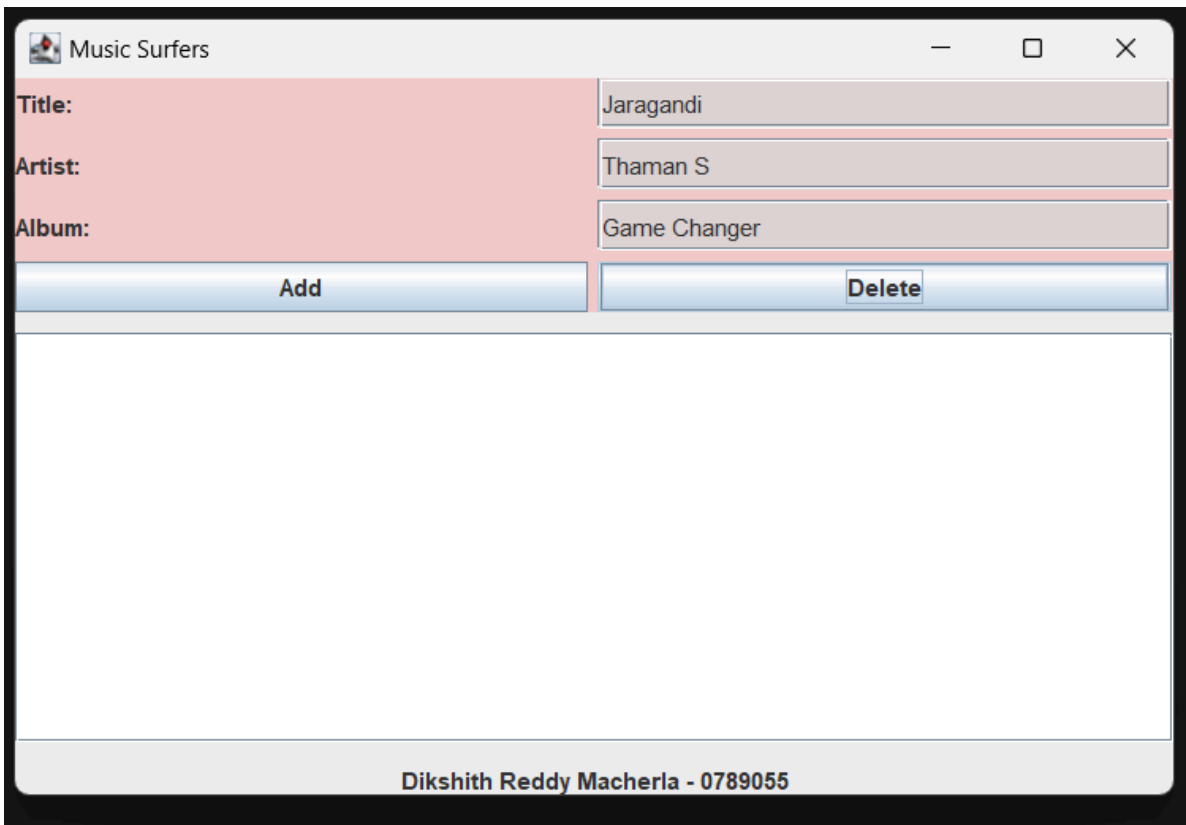 Music Surfers
Title: Jaragandi
Artist: Thaman S
Album: Game Changer
Add Delete
Dikshith Reddy Macherla - 0789055